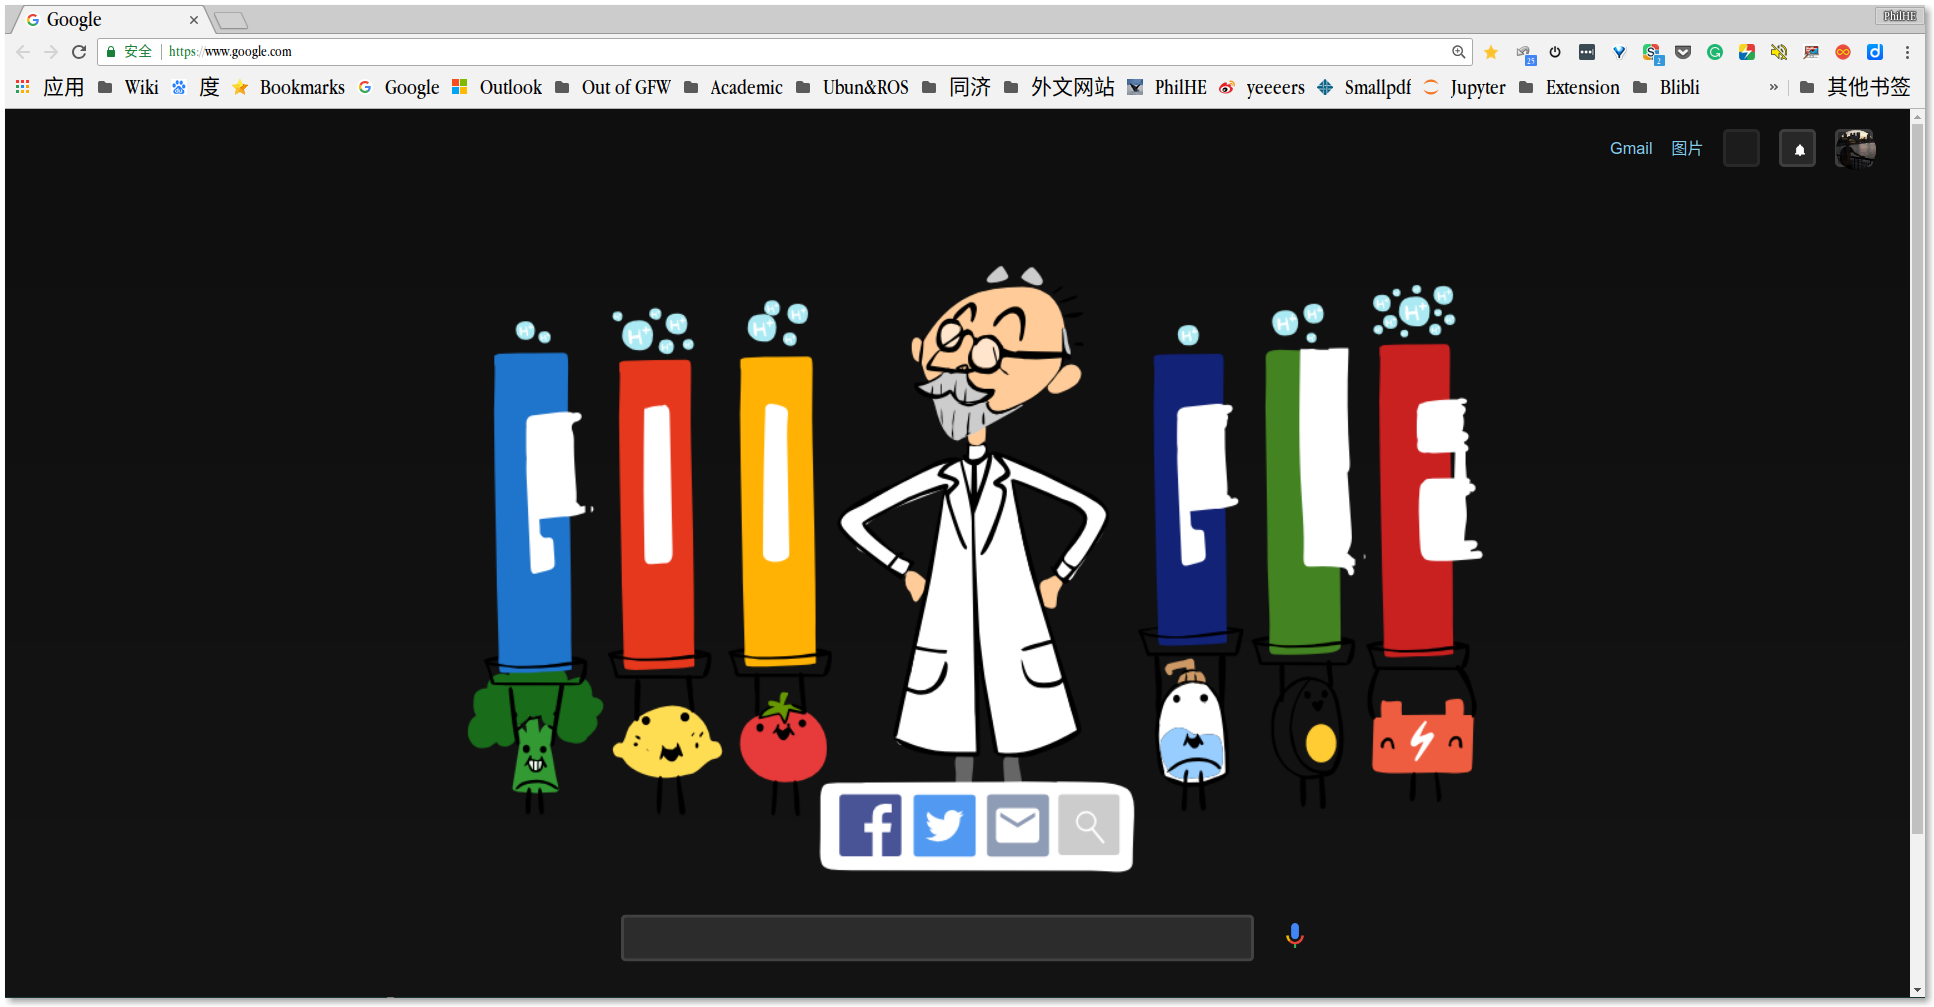 Google
PhilHE
安全 https://www.google.com
25
2
应用 Wiki 度 Bookmarks Google Outlook Out of GFW Academic Ubun&ROS 同济 外文网站 PhilHE yeeeers Smallpdf Jupyter Extension Blibli » 其他书签
Gmail 图片
H+ H+ H+ H+ H+ H+ H+ H+ H+ H+ H+ H+ H+